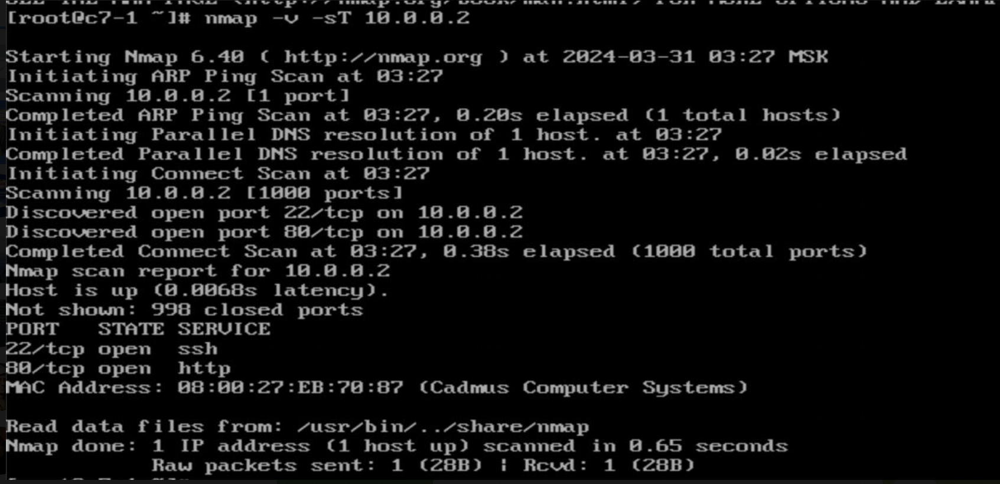 [root@c7-1 ~]# nmap -v -sT 10.0.0.2
Starting Nmap 6.40 ( http://nmap.org ) at 2024-03-31 03:27 MSK
Initiating ARP Ping Scan at 03:27
Scanning 10.0.0.2 [1 port]
Completed ARP Ping Scan at 03:27, 0.20s elapsed (1 total hosts)
Initiating Parallel DNS resolution of 1 host. at 03:27
Completed Parallel DNS resolution of 1 host. at 03:27, 0.02s elapsed
Initiating Connect Scan at 03:27
Scanning 10.0.0.2 [1000 ports]
Discovered open port 22/tcp on 10.0.0.2
Discovered open port 80/tcp on 10.0.0.2
Completed Connect Scan at 03:27, 0.38s elapsed (1000 total ports)
Nmap scan report for 10.0.0.2
Host is up (0.0068s latency).
Not shown: 998 closed ports
PORT   STATE SERVICE
22/tcp open  ssh
80/tcp open  http
MAC Address: 08:00:27:EB:70:87 (Cadmus Computer Systems)
Read data files from: /usr/bin/../share/nmap
Nmap done: 1 IP address (1 host up) scanned in 0.65 seconds
Raw packets sent: 1 (28B) | Rcvd: 1 (28B)